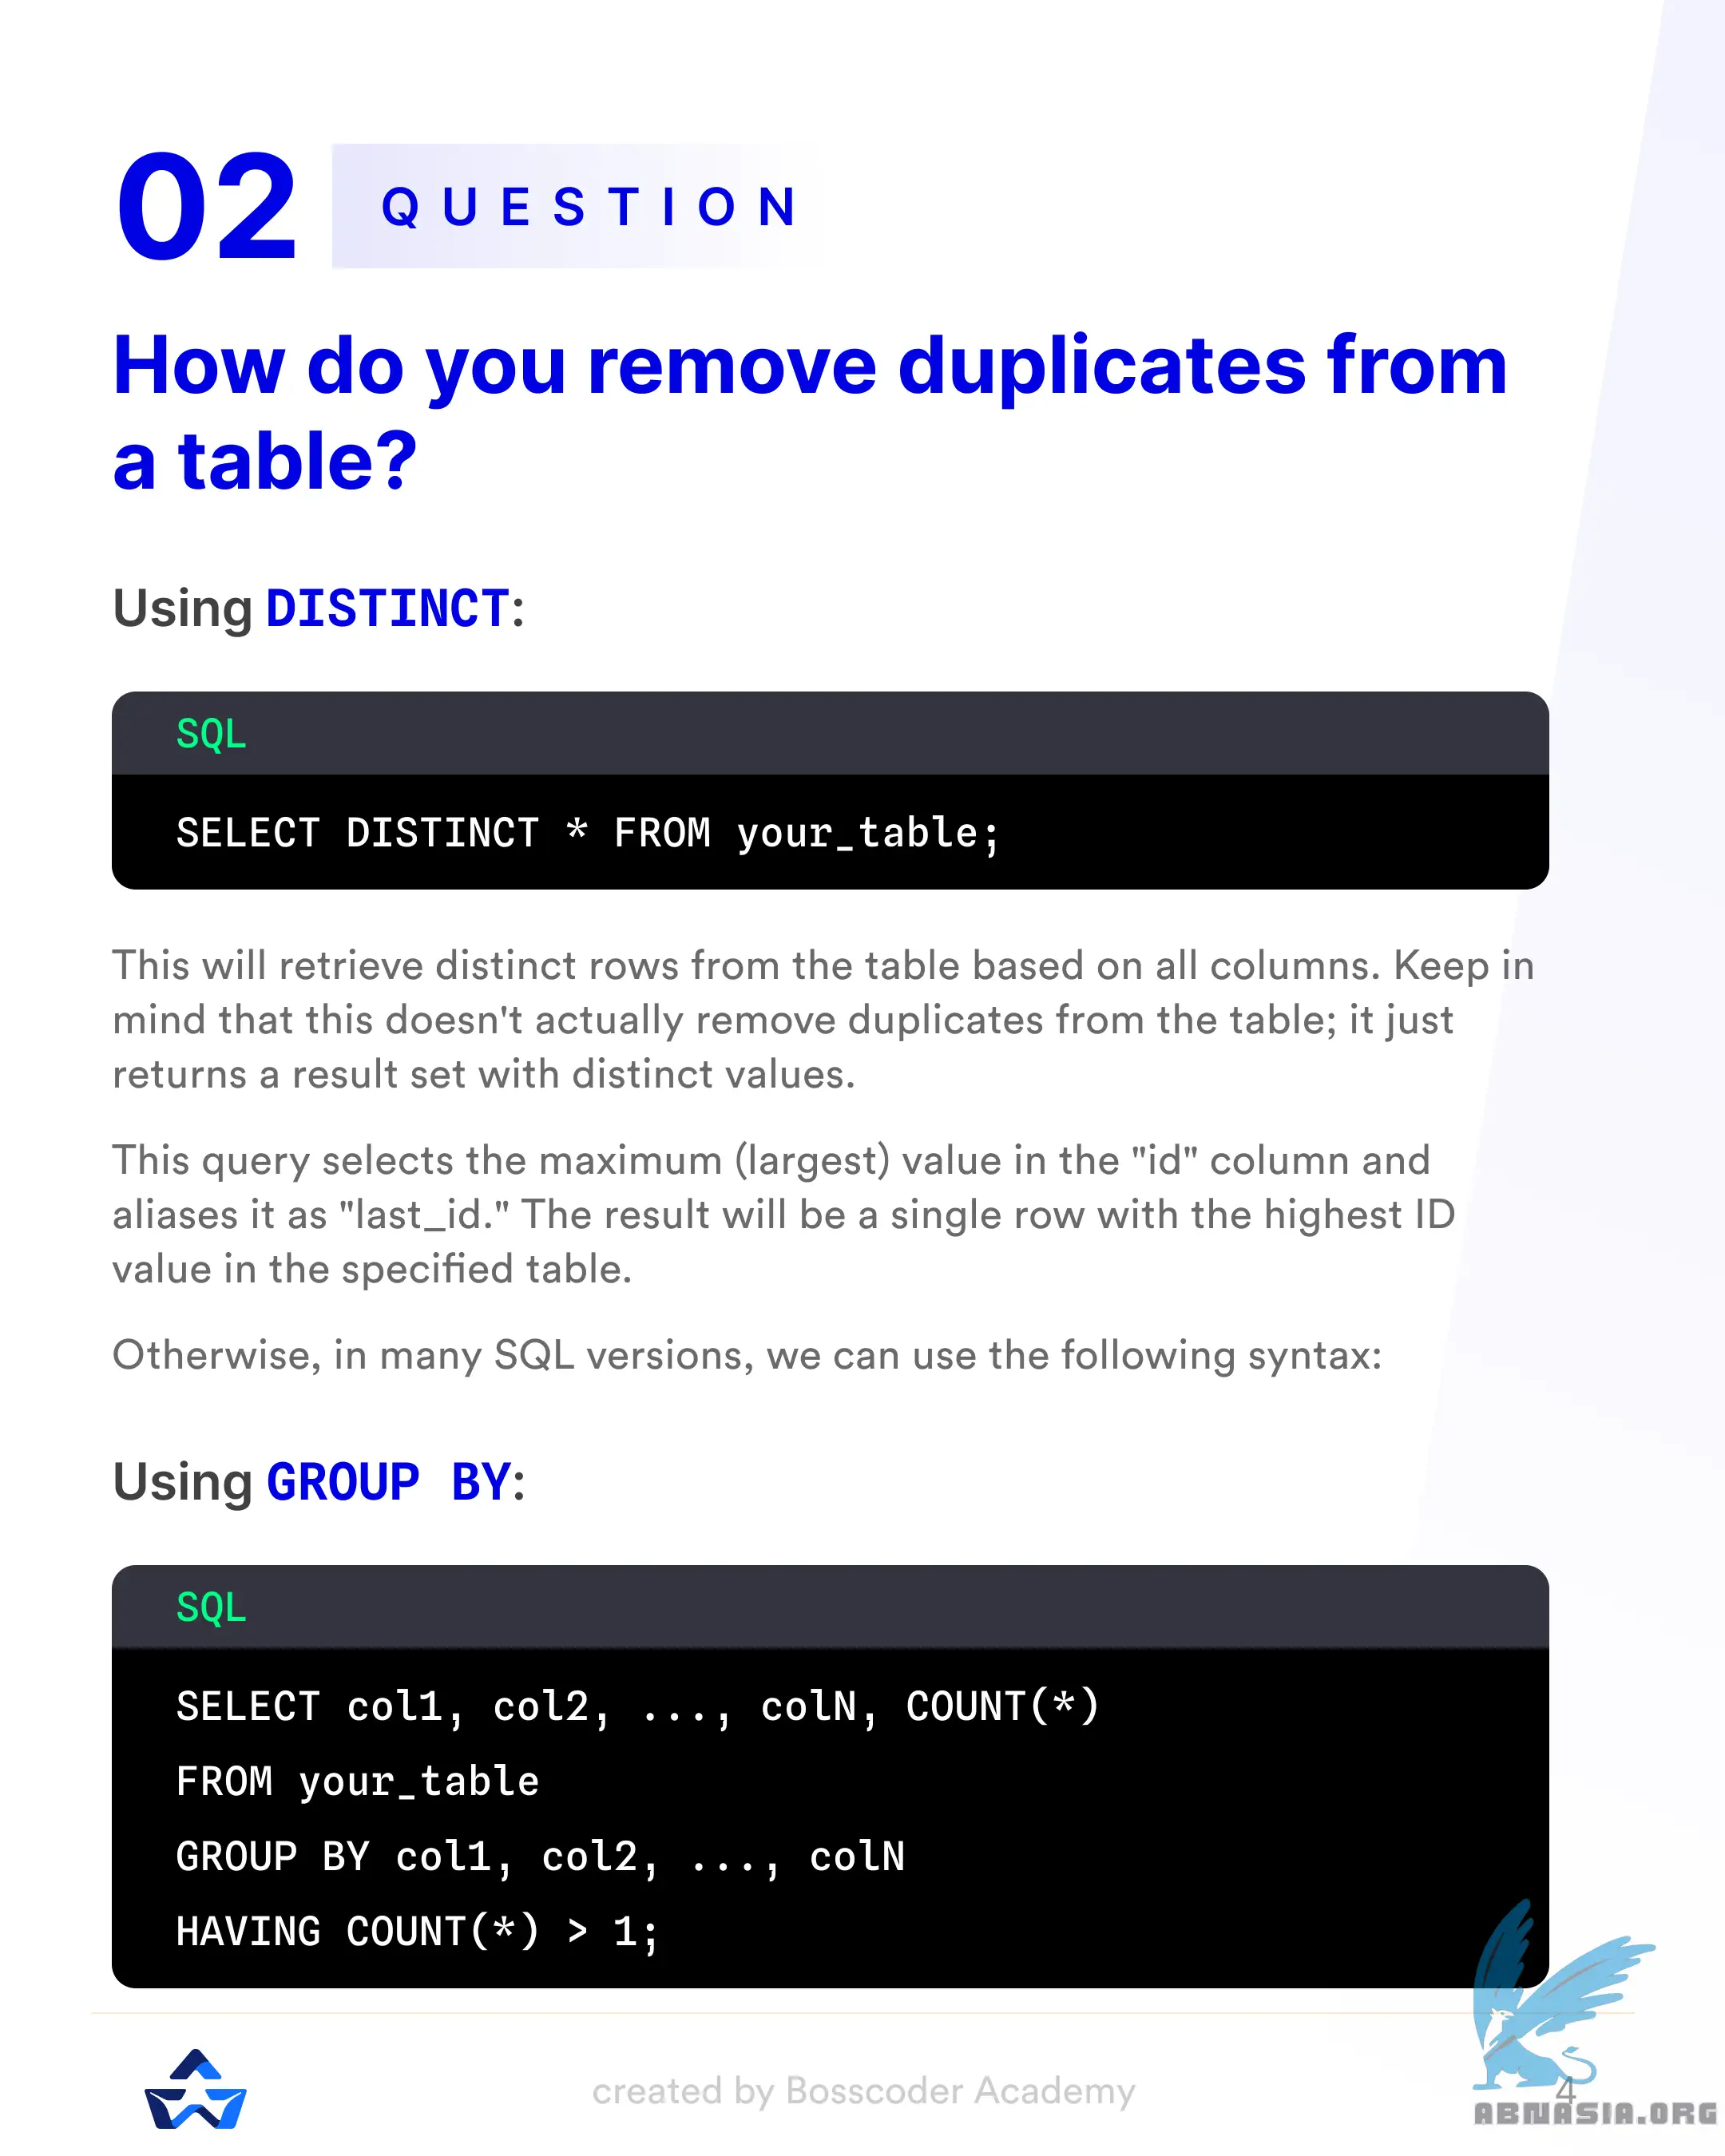 02 QUESTION
How do you remove duplicates from
a table?
Using DISTINCT:
SQL
SELECT DISTINCT * FROM your_table;
This will retrieve distinct rows from the table based on all columns. Keep in
mind that this doesn't actually remove duplicates from the table; it just
returns a result set with distinct values.
This query selects the maximum (largest) value in the "id" column and
aliases it as "last_id." The result will be a single row with the highest ID
value in the specified table.
Otherwise, in many SQL versions, we can use the following syntax:
Using GROUP BY:
SQL
SELECT col1, col2, ..., colN, COUNT(*)
FROM your_table
GROUP BY col1, col2, ..., colN
HAVING COUNT(*) > 1;
created by Bosscoder Academy
4
ABMASIA.ORG